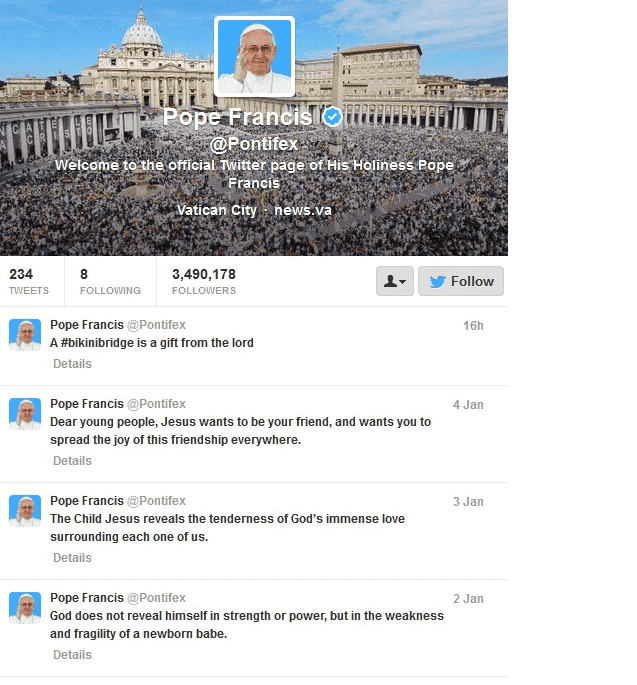 Pope Francis
@Pontifex
Welcome to the official Twitter page of His Holiness Pope
Francis
Vatican City · news.va
234
TWEETS
8
FOLLOWING
3,490,178
FOLLOWERS
Follow
Pope Francis @Pontifex 16h
A #bikinibridge is a gift from the lord
Details
Pope Francis @Pontifex 4 Jan
Dear young people, Jesus wants to be your friend, and wants you to
spread the joy of this friendship everywhere.
Details
Pope Francis @Pontifex 3 Jan
The Child Jesus reveals the tenderness of God's immense love
surrounding each one of us.
Details
Pope Francis @Pontifex 2 Jan
God does not reveal himself in strength or power, but in the weakness
and fragility of a newborn babe.
Details